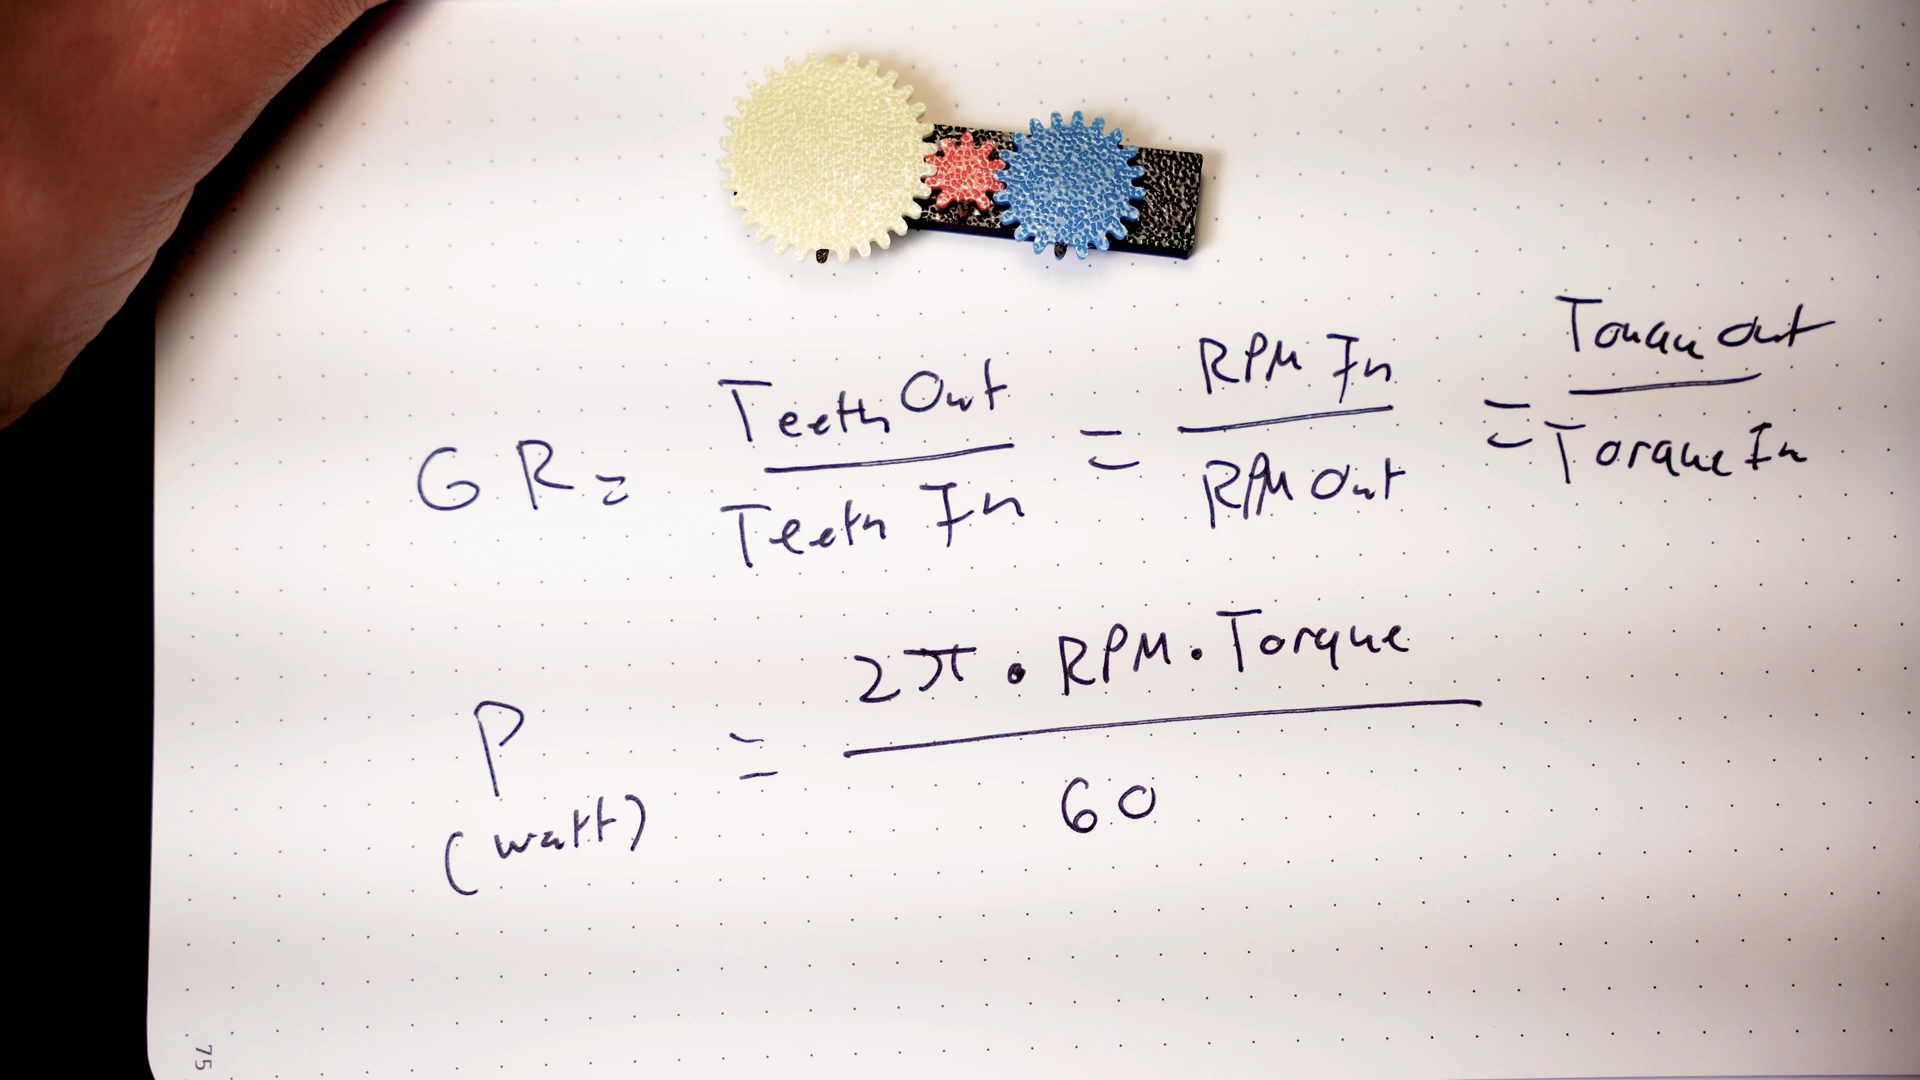 GR = Teeth Out / Teeth In = RPM In / RPM Out = Torque Out / Torque In
P (watt) = 2π • RPM • Torque / 60
75